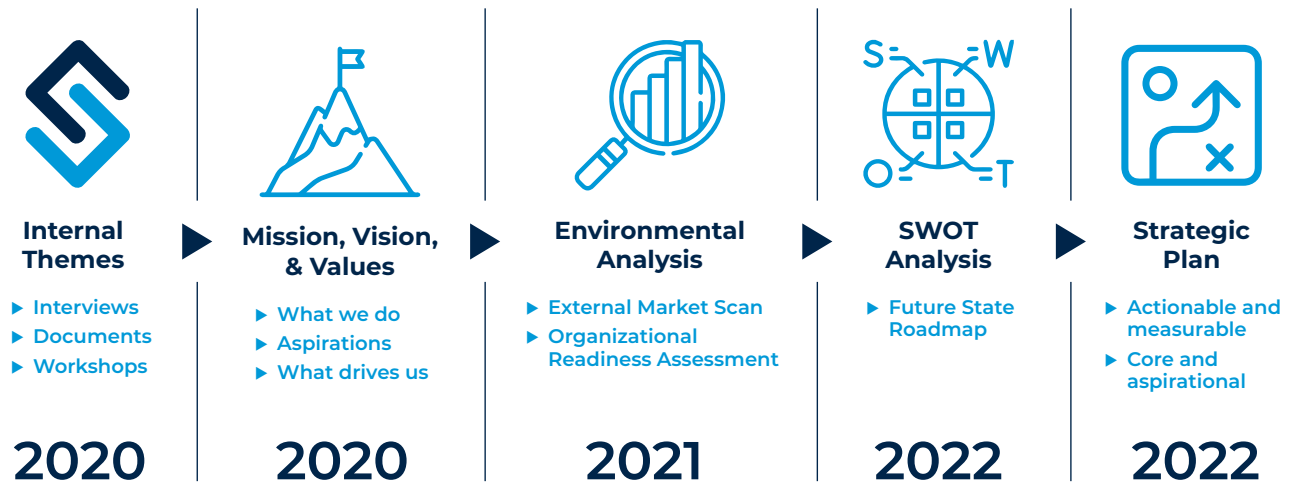 Internal
Themes
Interviews
Documents
Workshops
2020
Mission, Vision,
& Values
What we do
Aspirations
What drives us
2020
Environmental
Analysis
External Market Scan
Organizational
Readiness Assessment
2021
S
W
O
T
SWOT
Analysis
Future State
Roadmap
2022
Strategic
Plan
Actionable and
measurable
Core and
aspirational
2022